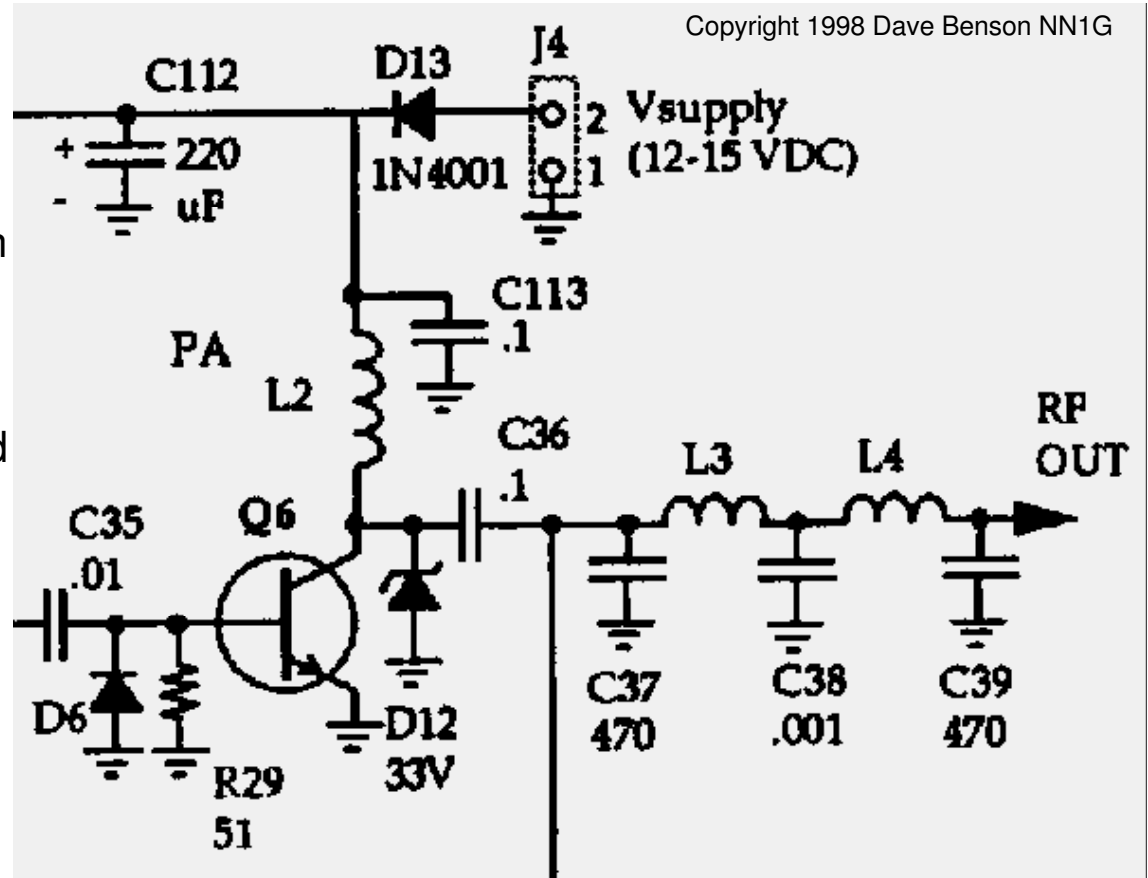 Copyright 1998 Dave Benson NN1G
J4
C112
D13
2 Vsupply
+
220
1N4001
1
(12-15 VDC)
-
uF
n
C113
.1
PA
L2
RF
OUT
d
C36
.1
L3
L4
C35
.01
Q6
D6
D12
33V
C37
470
C38
.001
C39
470
R29
51